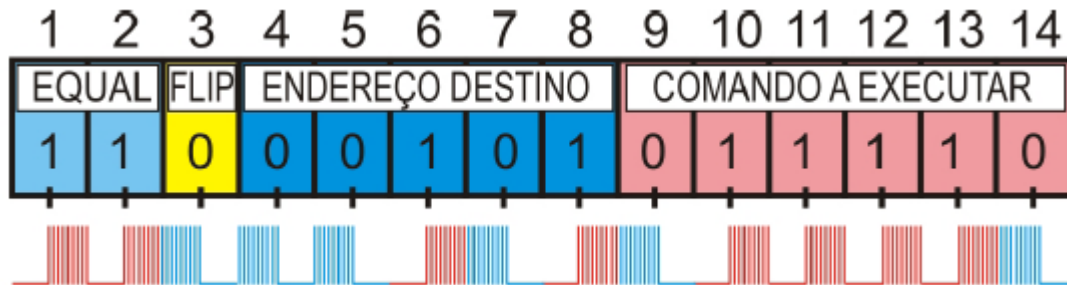 1 2 3 4 5 6 7 8 9 10 11 12 13 14
EQUAL FLIP ENDEREÇO DESTINO COMANDO A EXECUTAR
1 1 0 0 0 1 0 1 0 1 1 1 1 0